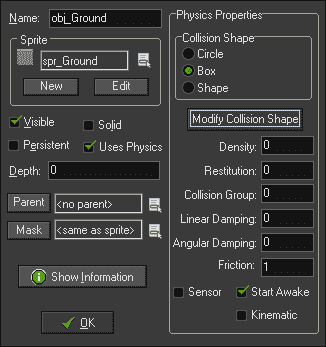 Name: obj_Ground
Sprite
spr_Ground
New Edit
Visible Solid
Persistent Uses Physics
Depth: 0
Parent <no parent>
Mask <same as sprite>
Show Information
OK
Physics Properties
Collision Shape
Circle
Box
Shape
Modify Collision Shape
Density: 0
Restitution: 0
Collision Group: 0
Linear Damping: 0
Angular Damping: 0
Friction: 1
Sensor Start Awake
Kinematic